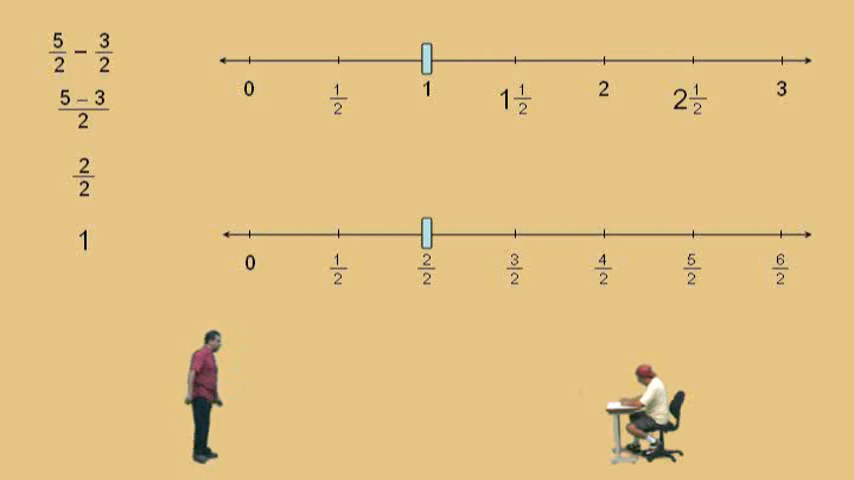 5/2 – 3/2
(5 – 3)/2
2/2
1
0 1/2 1 1 1/2 2 2 1/2 3
0 1/2 2/2 3/2 4/2 5/2 6/2